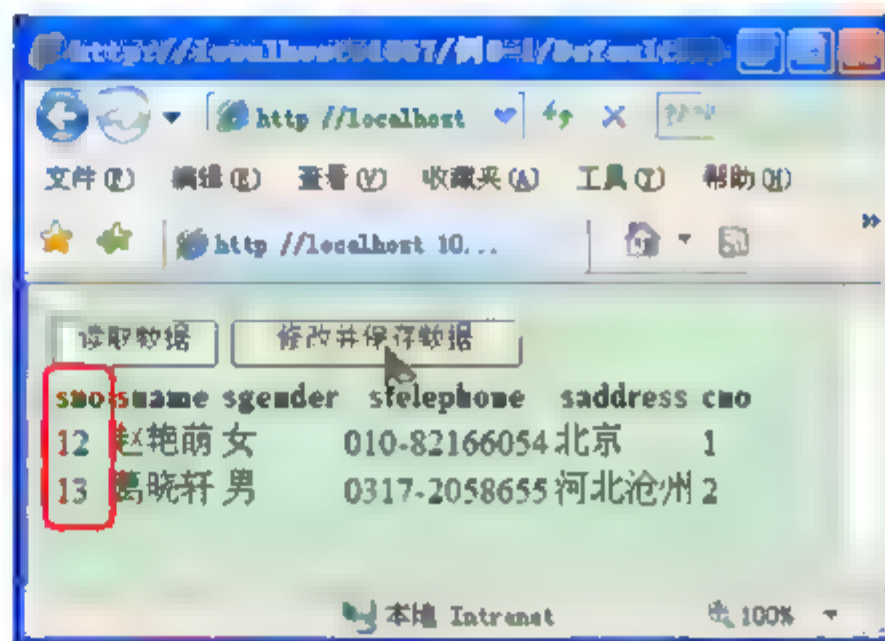 http://localhost
文件(F) 编辑(E) 查看(V) 收藏夹(A) 工具(T) 帮助(H)
http://localhost 10...
读取数据 修改并保存数据
sno sname sgender stelephone saddress cno
12 赵艳萌 女 010-82166054 北京 1
13 葛晓轩 男 0317-2058655 河北沧州 2
本地 Intranet 100%